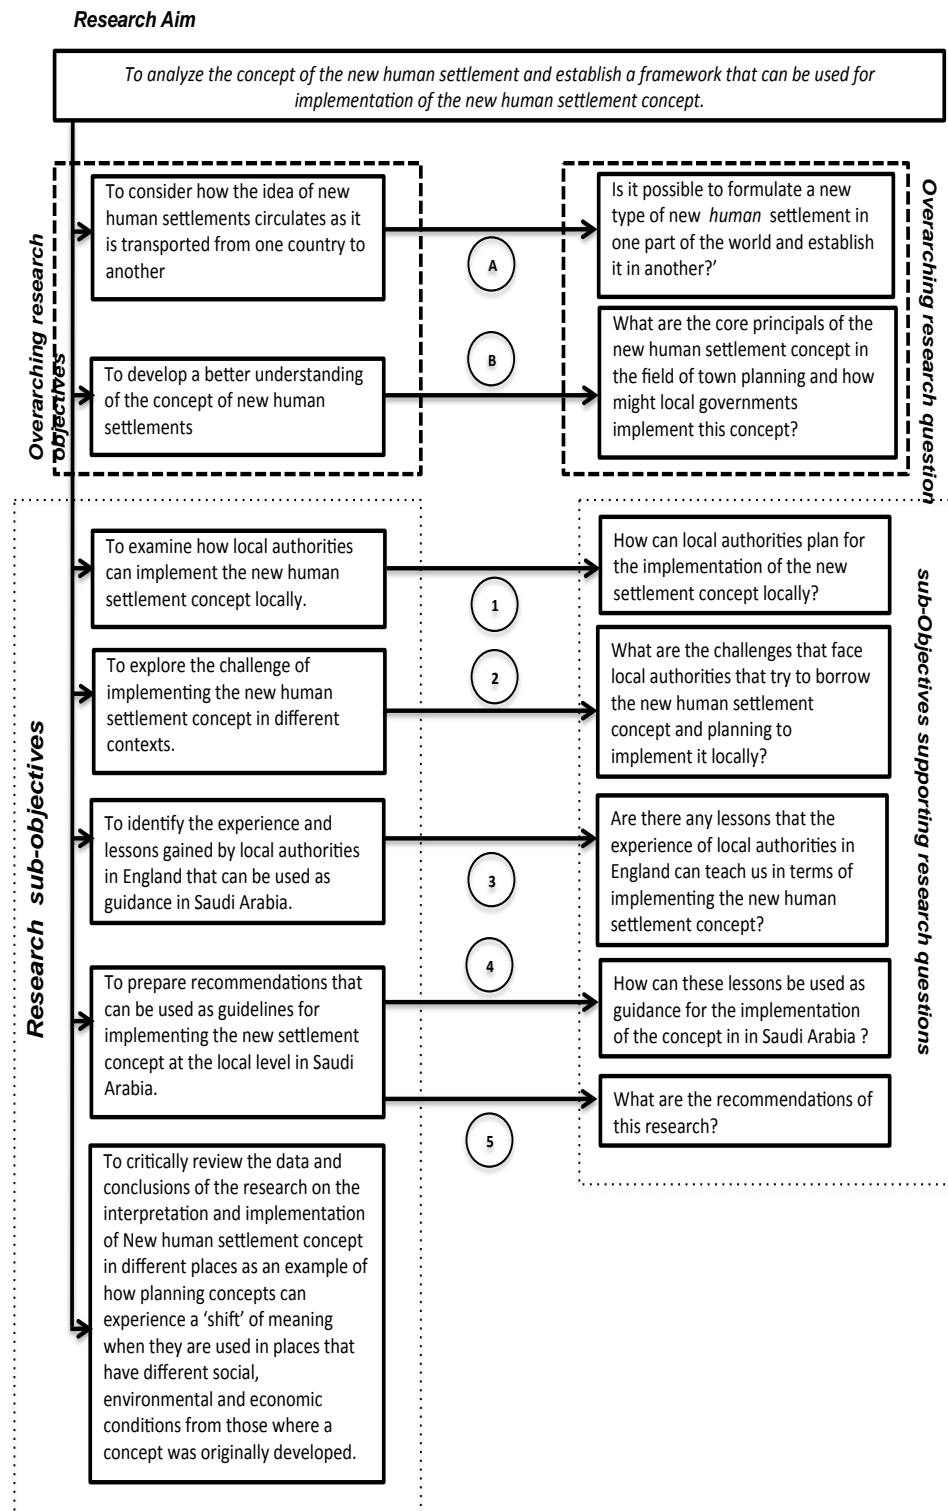 Research Aim
To analyze the concept of the new human settlement and establish a framework that can be used for
implementation of the new human settlement concept.
Overarching research
objectives
To consider how the idea of new
human settlements circulates as it
is transported from one country to
another
A
Is it possible to formulate a new
type of new human settlement in
one part of the world and establish
it in another?'
Overarching research question
To develop a better understanding
of the concept of new human
settlements
B
What are the core principals of the
new human settlement concept in
the field of town planning and how
might local governments
implement this concept?
Research sub-objectives
To examine how local authorities
can implement the new human
settlement concept locally.
1
How can local authorities plan for
the implementation of the new
settlement concept locally?
sub-Objectives supporting research questions
To explore the challenge of
implementing the new human
settlement concept in different
contexts.
2
What are the challenges that face
local authorities that try to borrow
the new human settlement
concept and planning to
implement it locally?
To identify the experience and
lessons gained by local authorities
in England that can be used as
guidance in Saudi Arabia.
3
Are there any lessons that the
experience of local authorities in
England can teach us in terms of
implementing the new human
settlement concept?
To prepare recommendations that
can be used as guidelines for
implementing the new settlement
concept at the local level in Saudi
Arabia.
4
How can these lessons be used as
guidance for the implementation
of the concept in in Saudi Arabia ?
5
What are the recommendations of
this research?
To critically review the data and
conclusions of the research on the
interpretation and implementation
of New human settlement concept
in different places as an example of
how planning concepts can
experience a ‘shift’ of meaning
when they are used in places that
have different social,
environmental and economic
conditions from those where a
concept was originally developed.